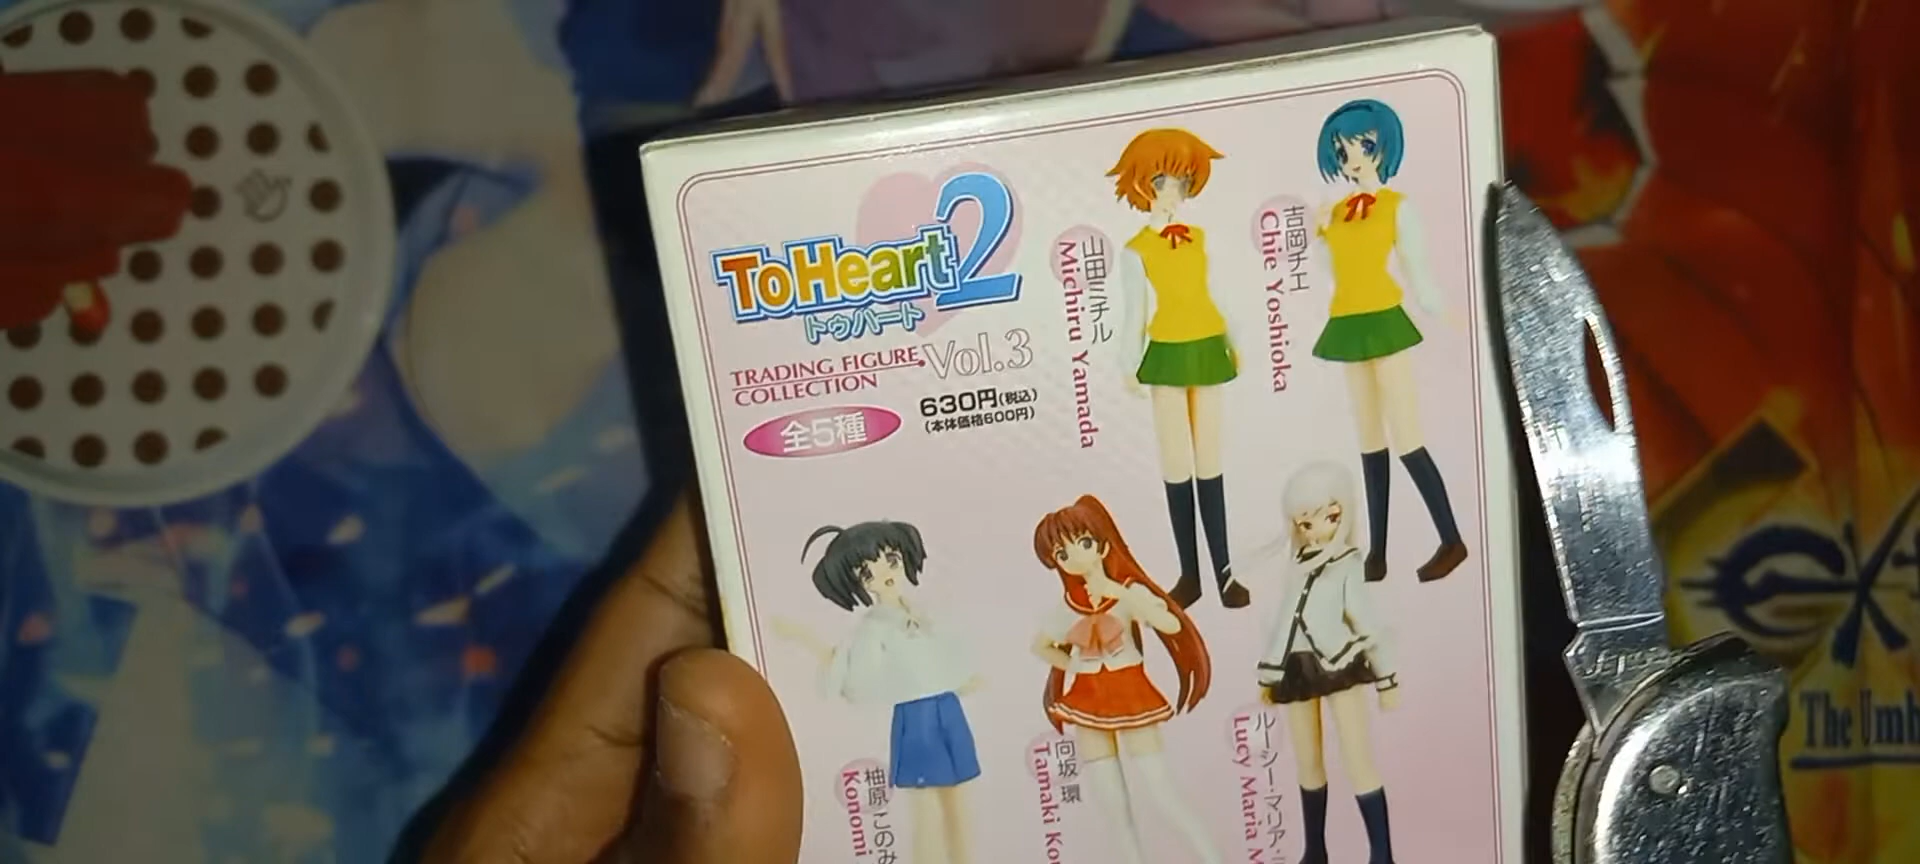 ToHeart2
トゥハート
TRADING FIGURE
COLLECTION
Vol.3
全5種
630円(税込)
(本体価格600円)
山田ミチル
Michiru Yamada
吉岡チエ
Chie Yoshioka
柚原このみ
Konomi
向坂 環
Tamaki
ルーシー・マリア・
Lucy Maria
The